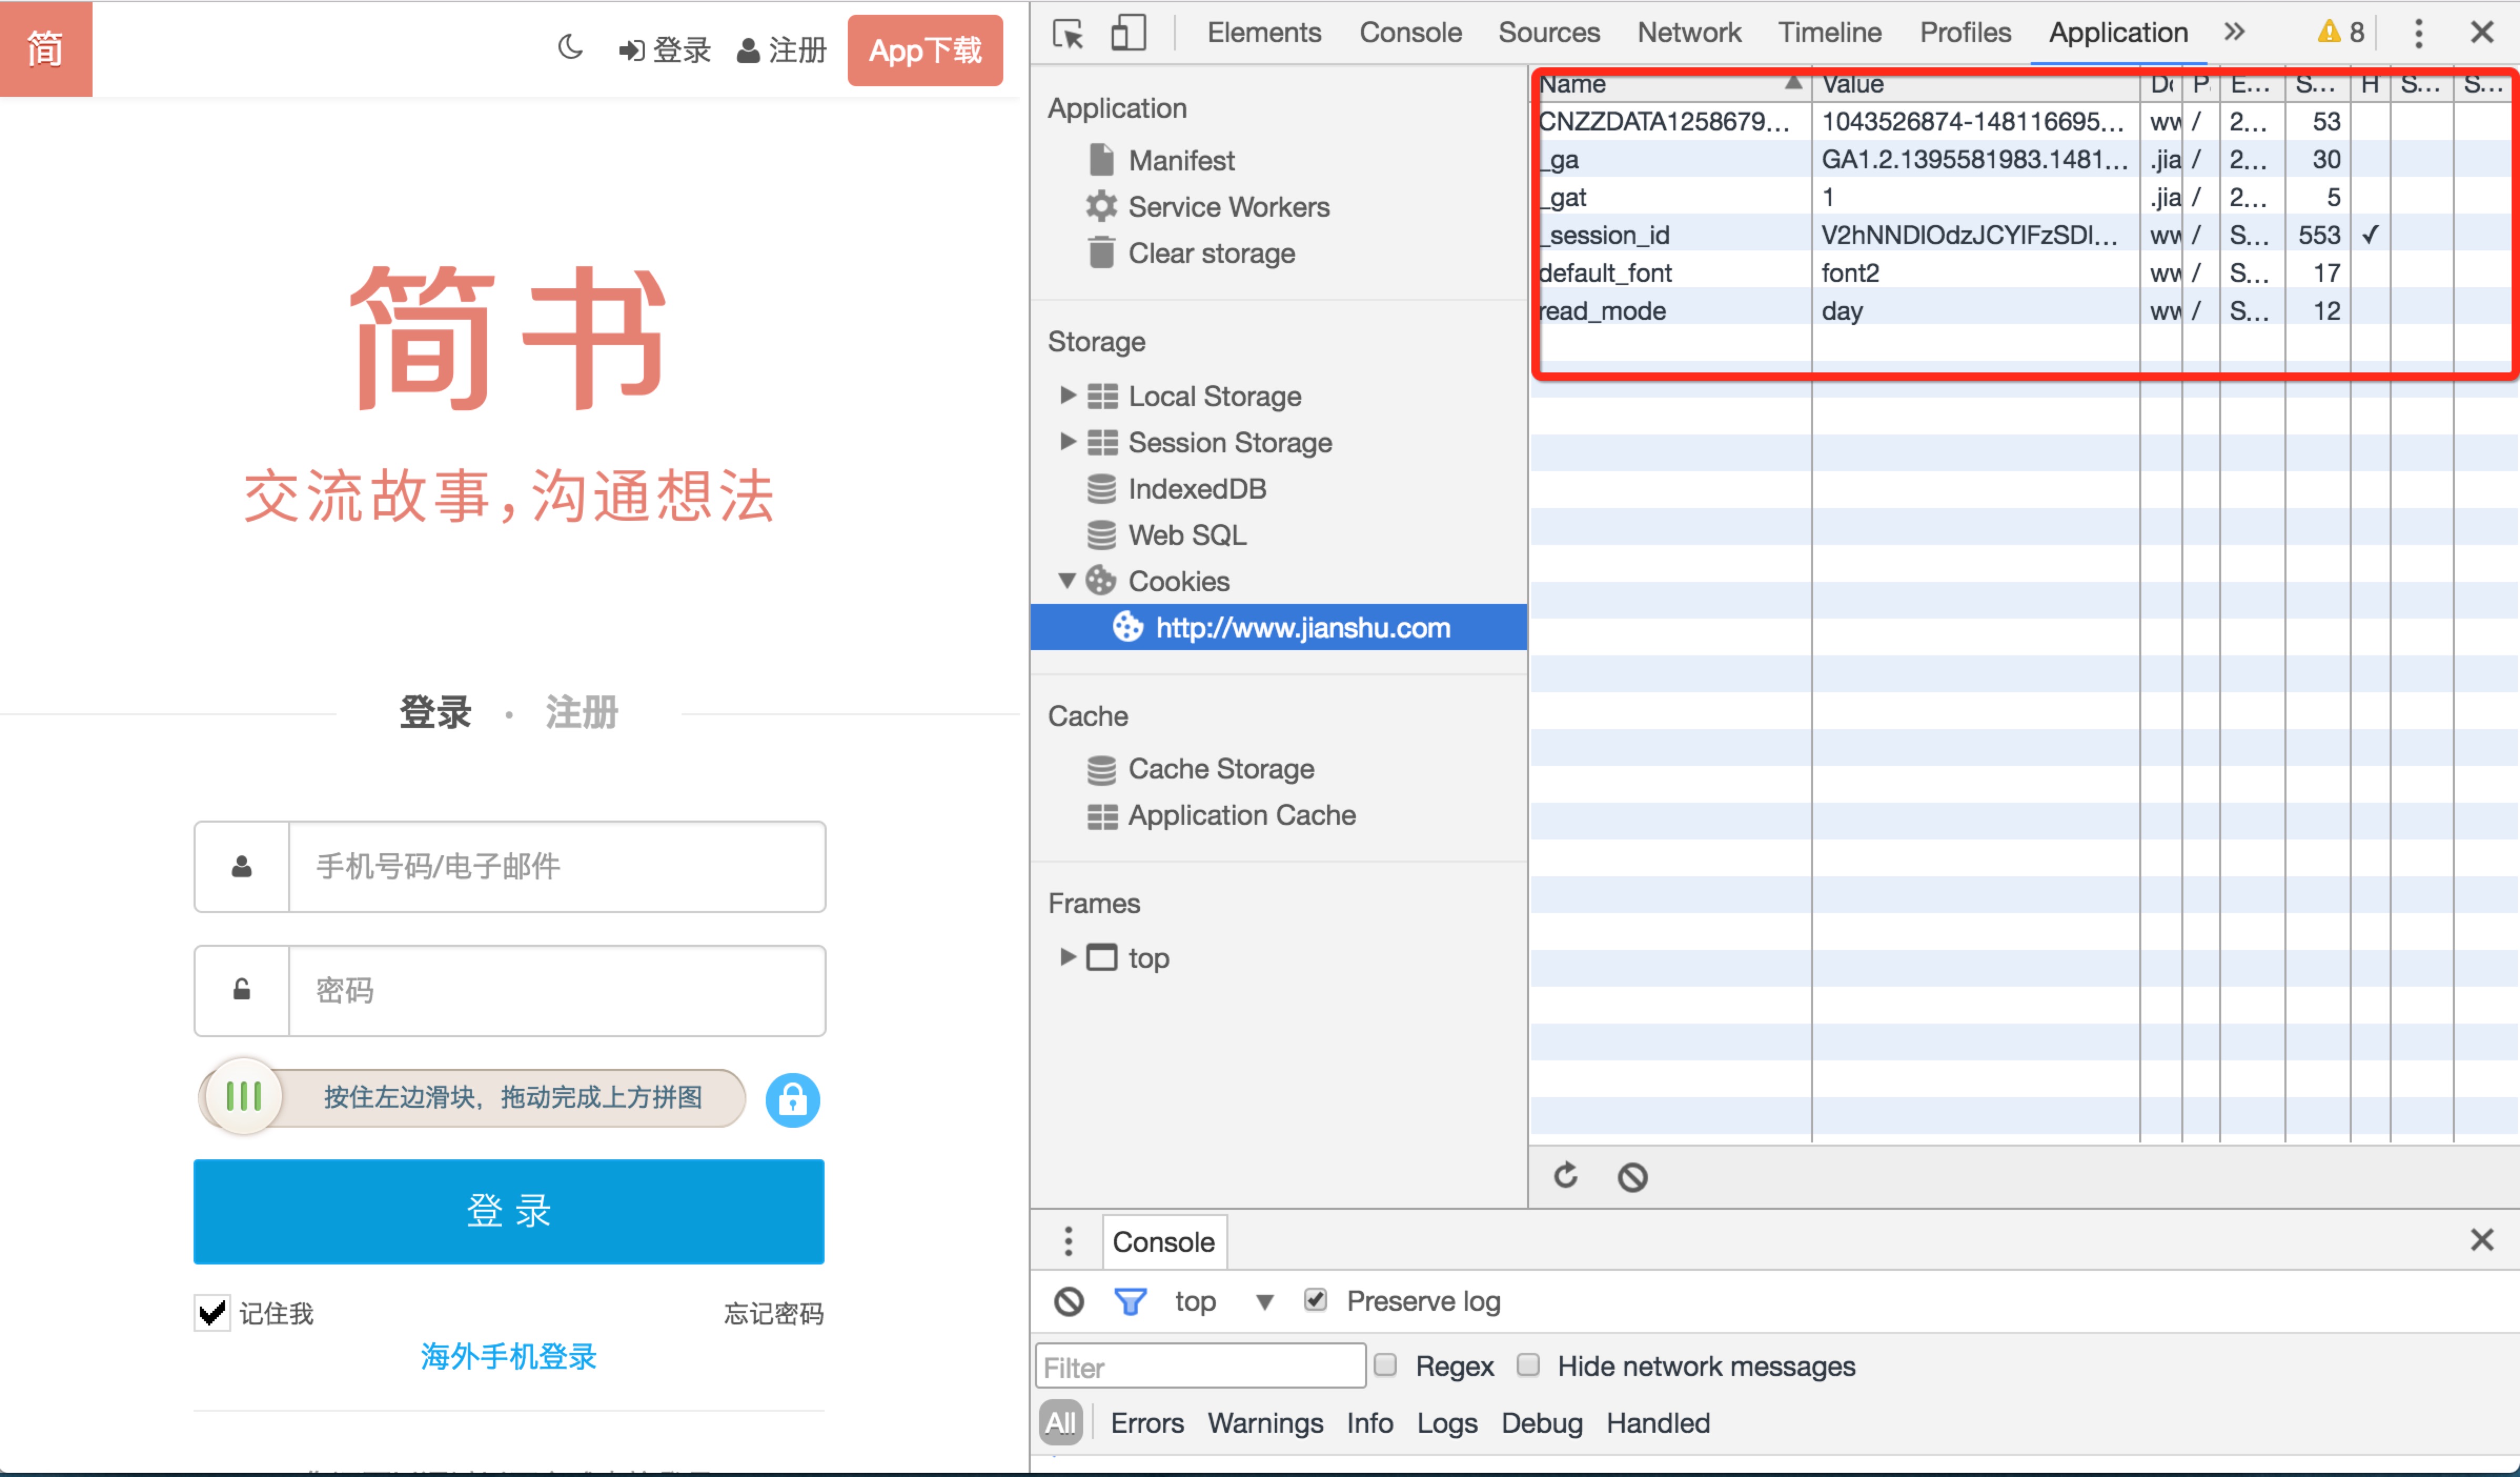 简
登录 注册 App下载
简书
交流故事,沟通想法
登录 · 注册
手机号码/电子邮件
密码
按住左边滑块，拖动完成上方拼图
登 录
记住我 忘记密码
海外手机登录
Elements Console Sources Network Timeline Profiles Application » 8
Application
Manifest
Service Workers
Clear storage
Storage
Local Storage
Session Storage
IndexedDB
Web SQL
Cookies
http://www.jianshu.com
Cache
Cache Storage
Application Cache
Frames
top
Name Value P. E... S... H S... S...
CNZZDATA1258679... 1043526874-148116695... ww / 2... 53
_ga GA1.2.1395581983.1481... .jia / 2... 30
_gat 1 .jia / 2... 5
_session_id V2hNNDlOdzJCYlFzSDl... ww / S... 553 ✓
default_font font2 ww / S... 17
read_mode day ww / S... 12
Console
top Preserve log
Filter Regex Hide network messages
All Errors Warnings Info Logs Debug Handled